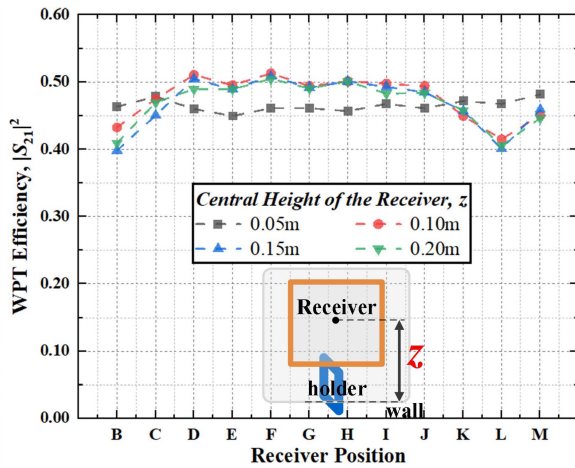 0.60
0.50
0.40
0.30
0.20
0.10
0.00
WPT Efficiency, |S21|²
Central Height of the Receiver, z
0.05m 0.10m
0.15m 0.20m
Receiver
z
holder
wall
B C D E F G H I J K L M
Receiver Position